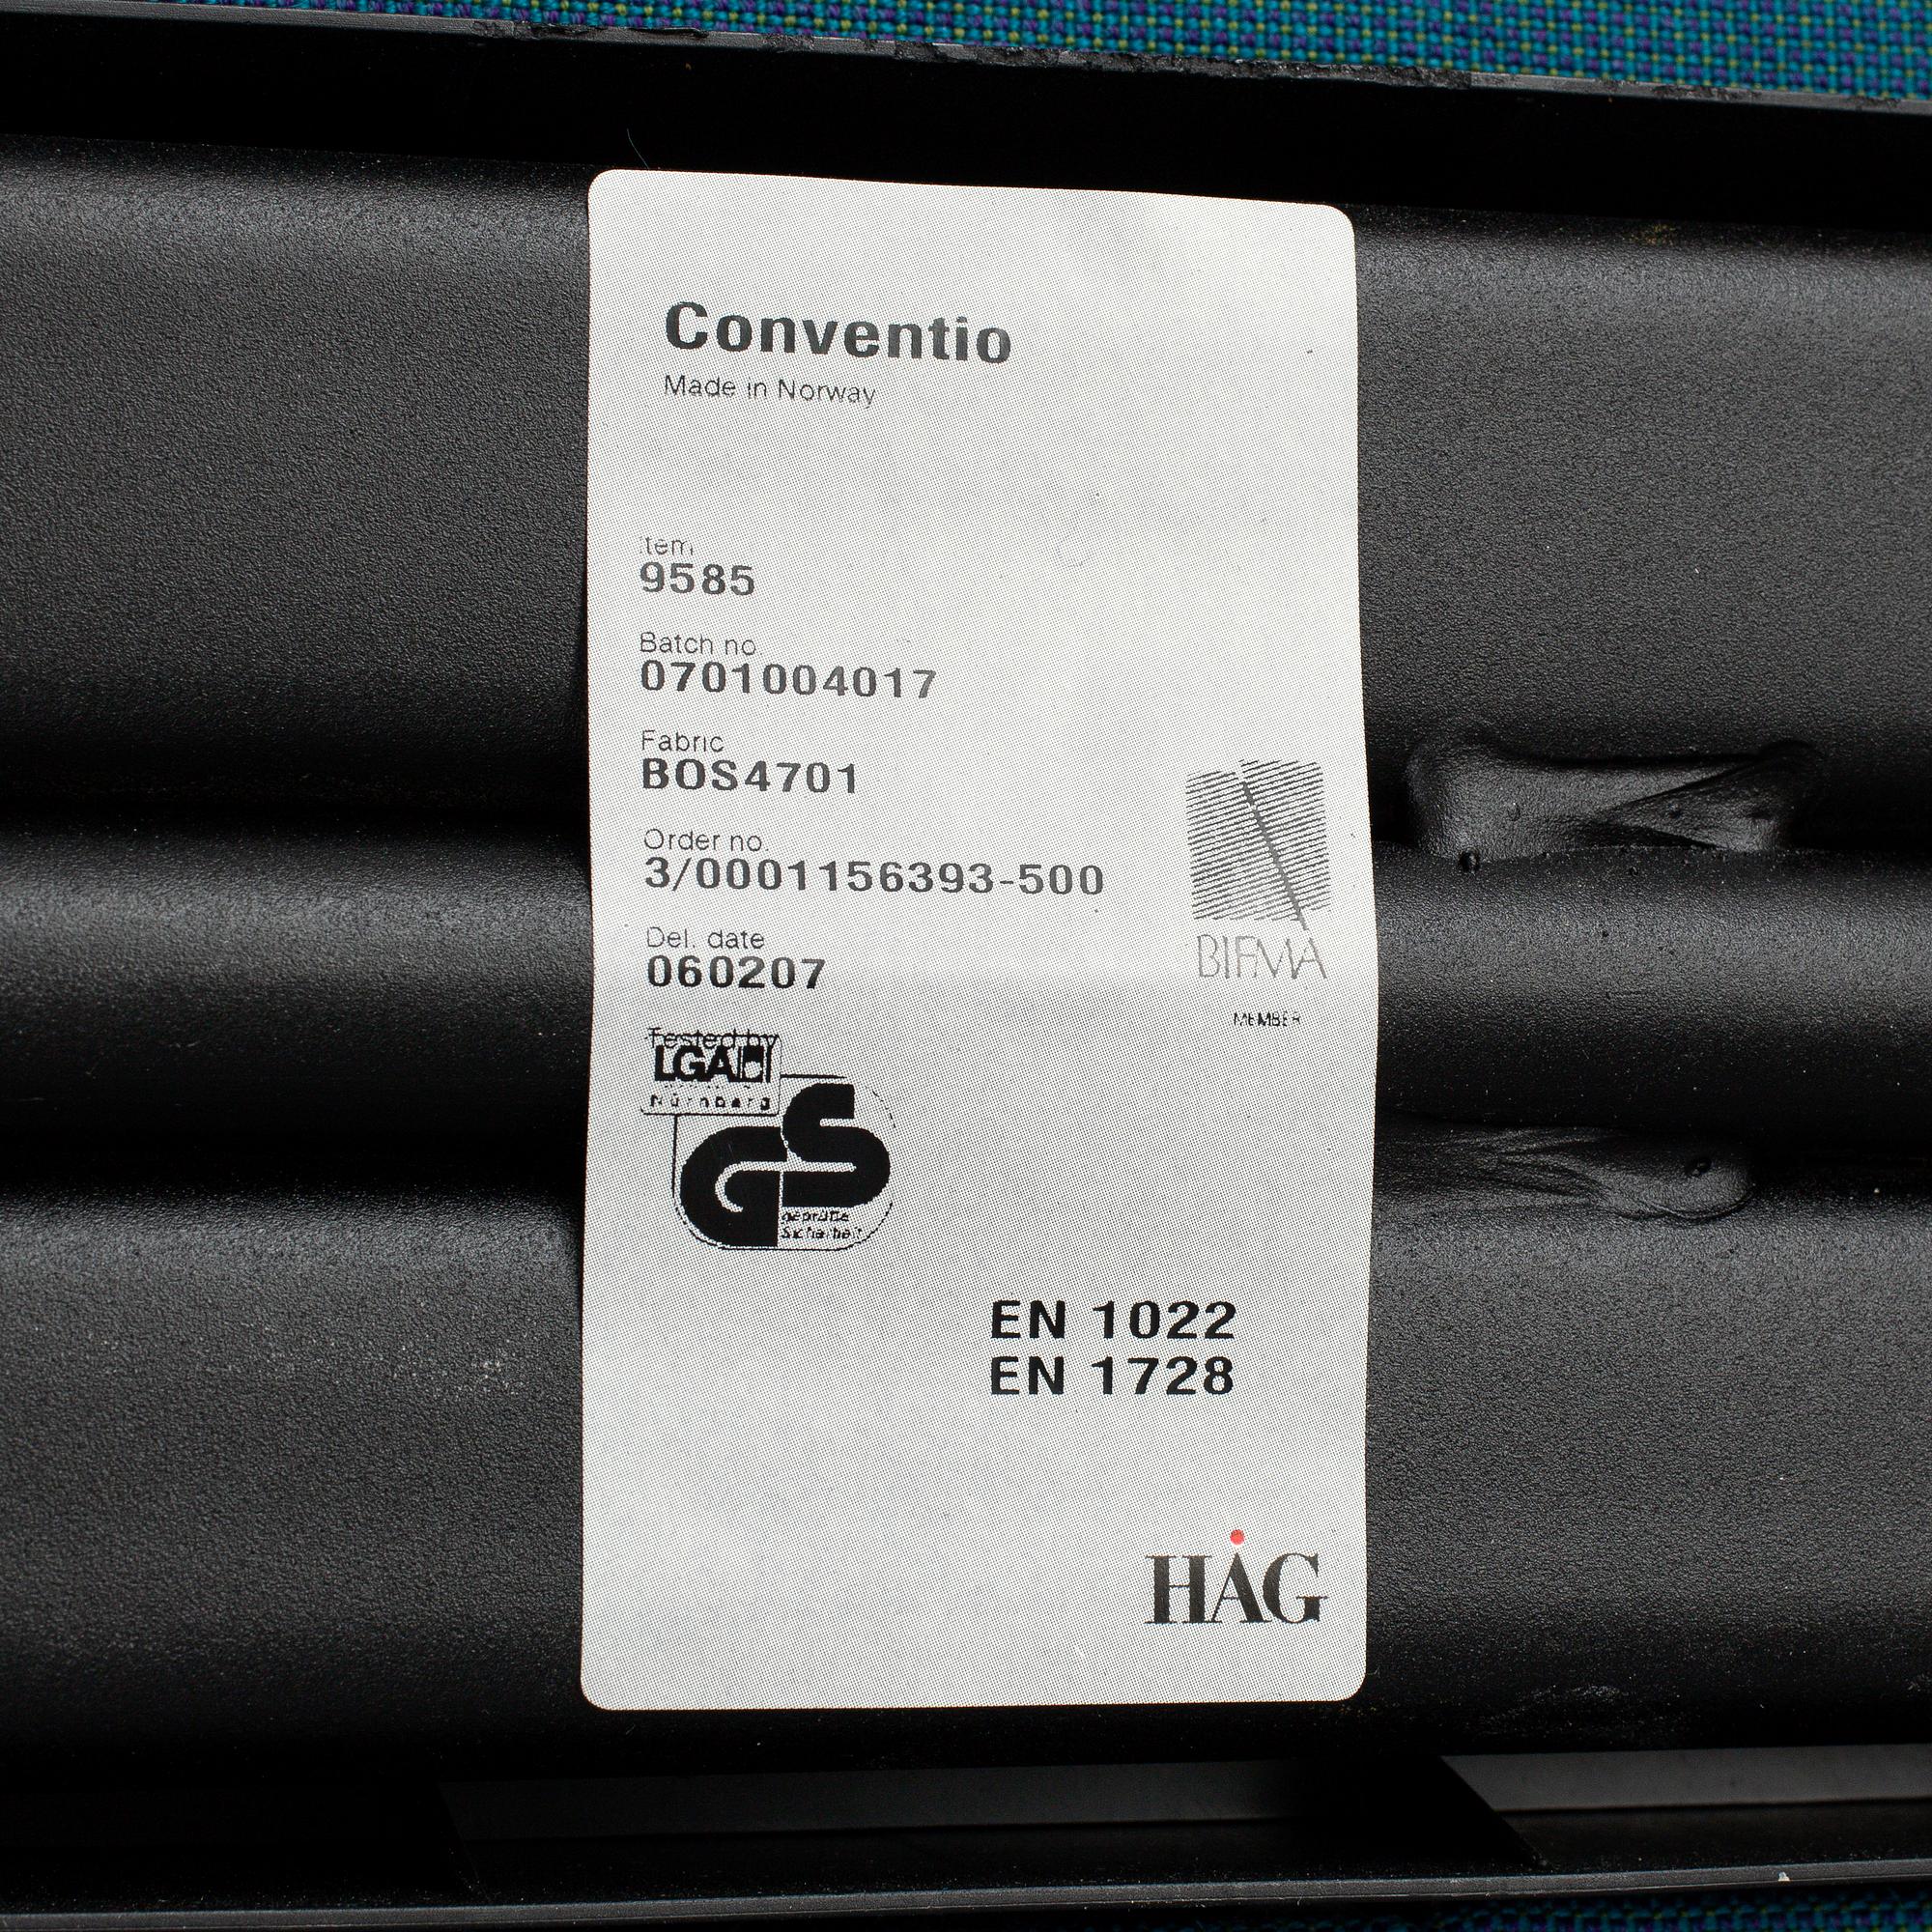 Conventio
Made in Norway
Item
9585
Batch no.
0701004017
Fabric
BOS4701
Order no.
3/0001156393-500
Del. date
060207
BIFMA
MEMBER
Tested by
LGA
Nürnberg
GS
geprüfte
Sicherheit
EN 1022
EN 1728
HÅG